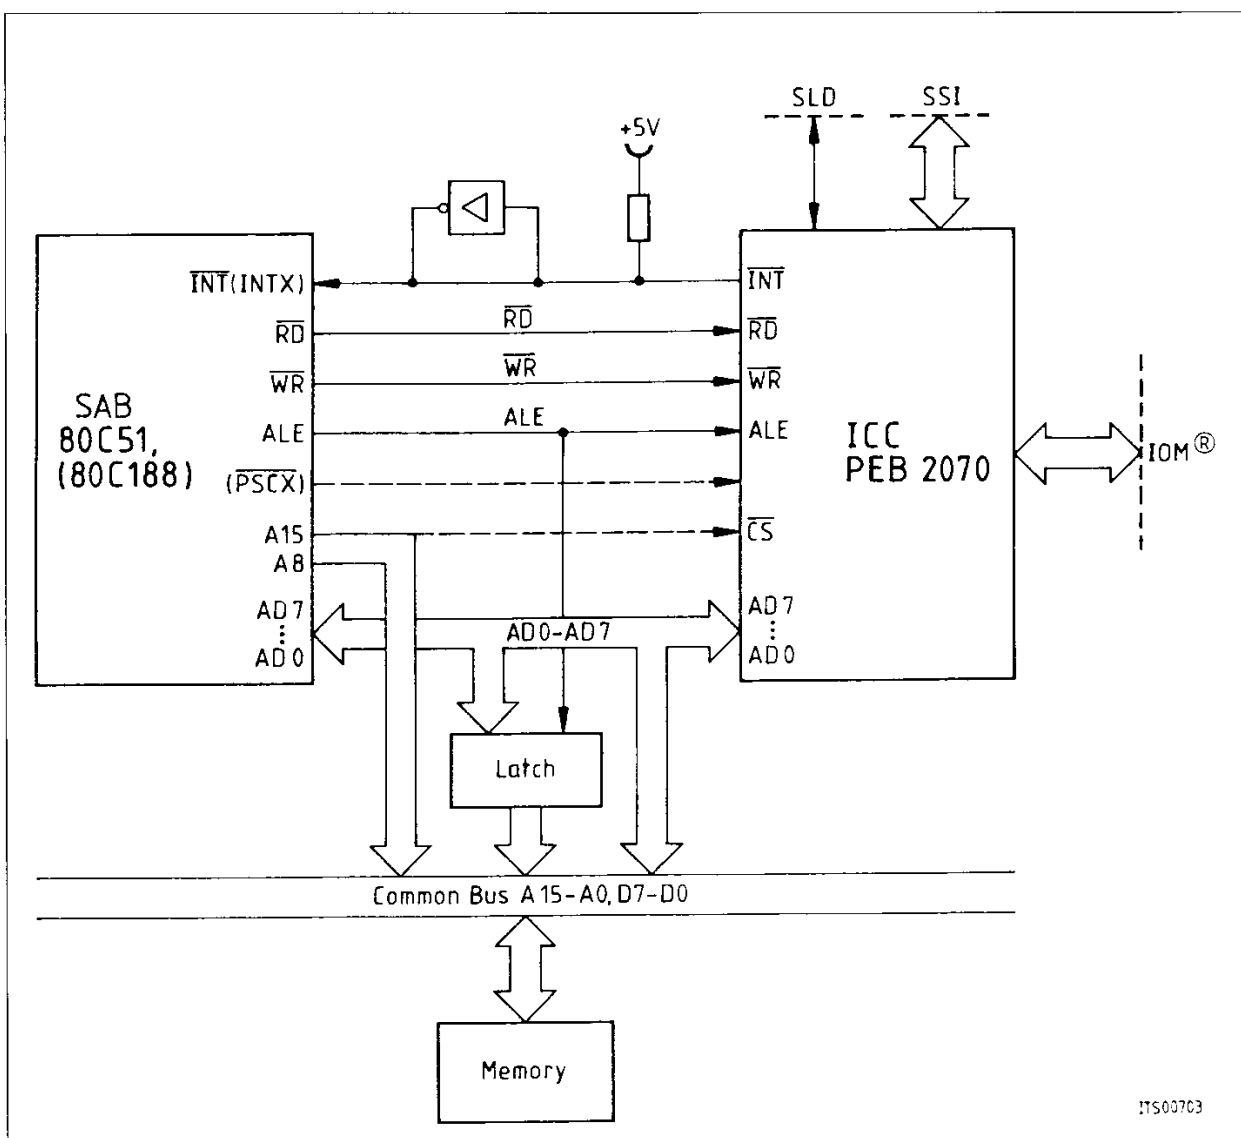 SLD
SSI
+5V
INT(INTX)
INT
RD
RD
RD
WR
WR
WR
SAB
80C51,
(80C188)
ALE
ALE
ALE
ICC
PEB 2070
IOM®
(PSCX)
A15
CS
A8
AD7
AD0
AD0-AD7
AD7
AD0
Latch
Common Bus A15-A0, D7-D0
Memory
ITS00703